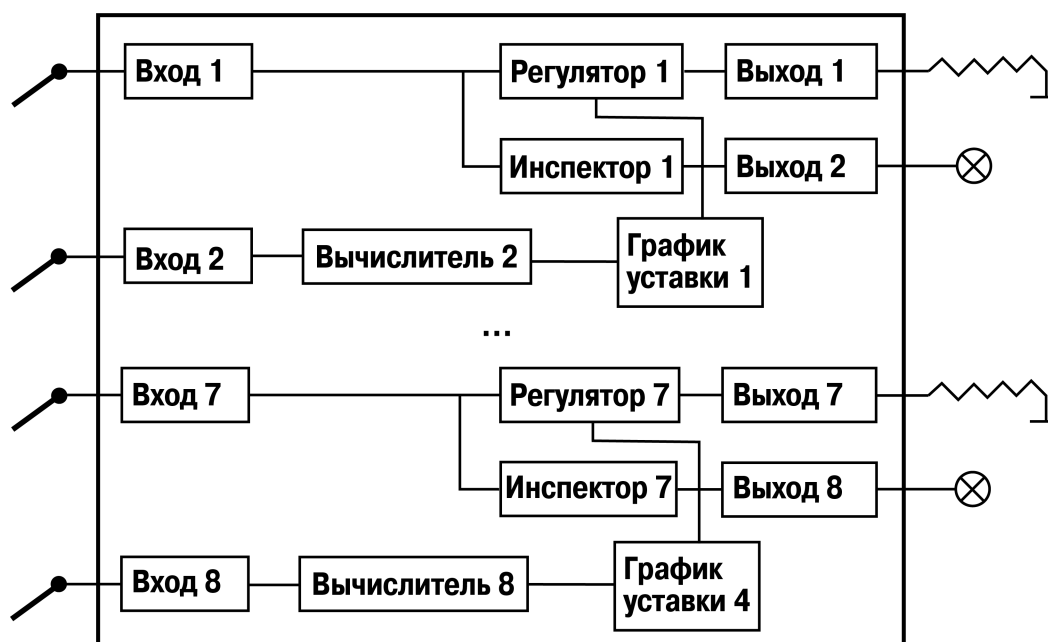 Вход 1
Регулятор 1
Выход 1
Инспектор 1
Выход 2
Вход 2
Вычислитель 2
График
уставки 1
...
Вход 7
Регулятор 7
Выход 7
Инспектор 7
Выход 8
Вход 8
Вычислитель 8
График
уставки 4